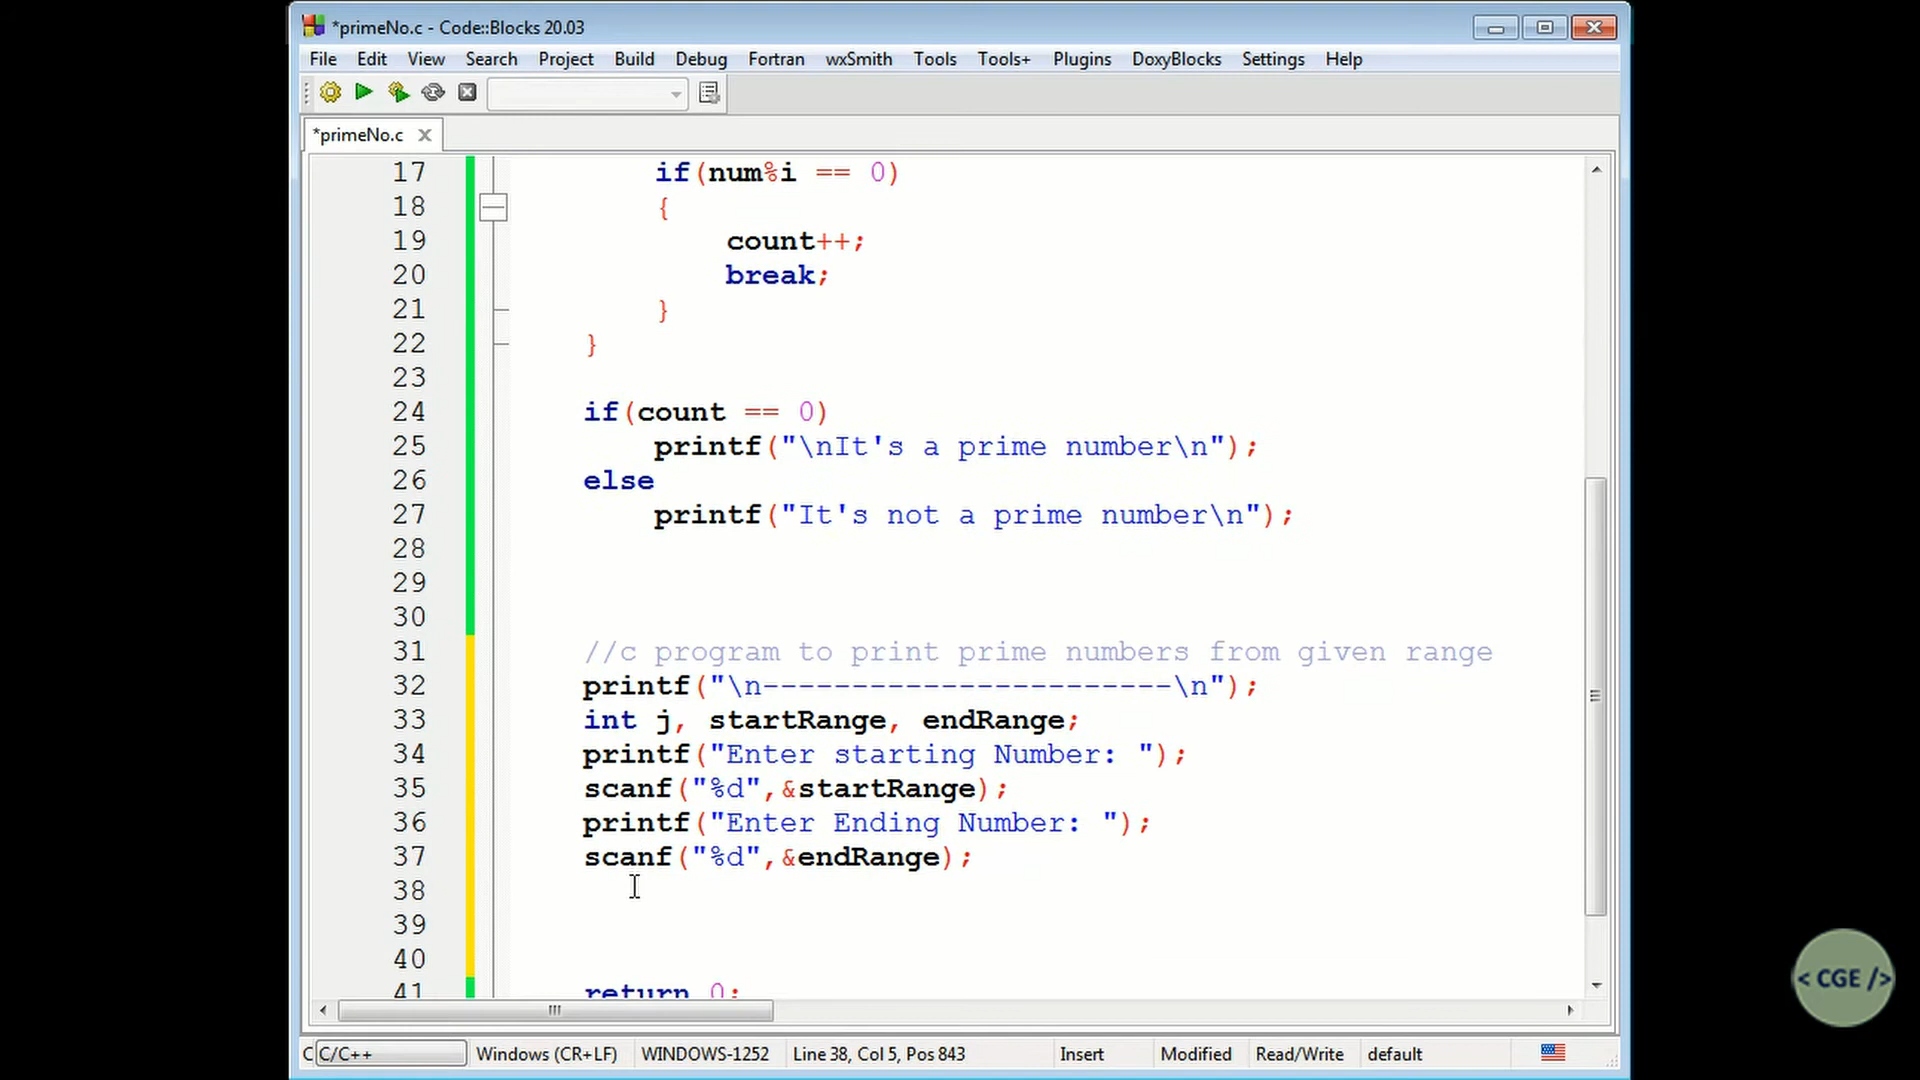 *primeNo.c - Code::Blocks 20.03
File Edit View Search Project Build Debug Fortran wxSmith Tools Tools+ Plugins DoxyBlocks Settings Help
*primeNo.c
17 if(num%i == 0)
18 {
19 count++;
20 break;
21 }
22 }
23
24 if(count == 0)
25 printf("\nIt's a prime number\n");
26 else
27 printf("It's not a prime number\n");
28
29
30
31 //c program to print prime numbers from given range
32 printf("\n-----------------------\n");
33 int j, startRange, endRange;
34 printf("Enter starting Number: ");
35 scanf("%d",&startRange);
36 printf("Enter Ending Number: ");
37 scanf("%d",&endRange);
38
39
40
41 return 0;
< CGE />
C C/C++ Windows (CR+LF) WINDOWS-1252 Line 38, Col 5, Pos 843 Insert Modified Read/Write default